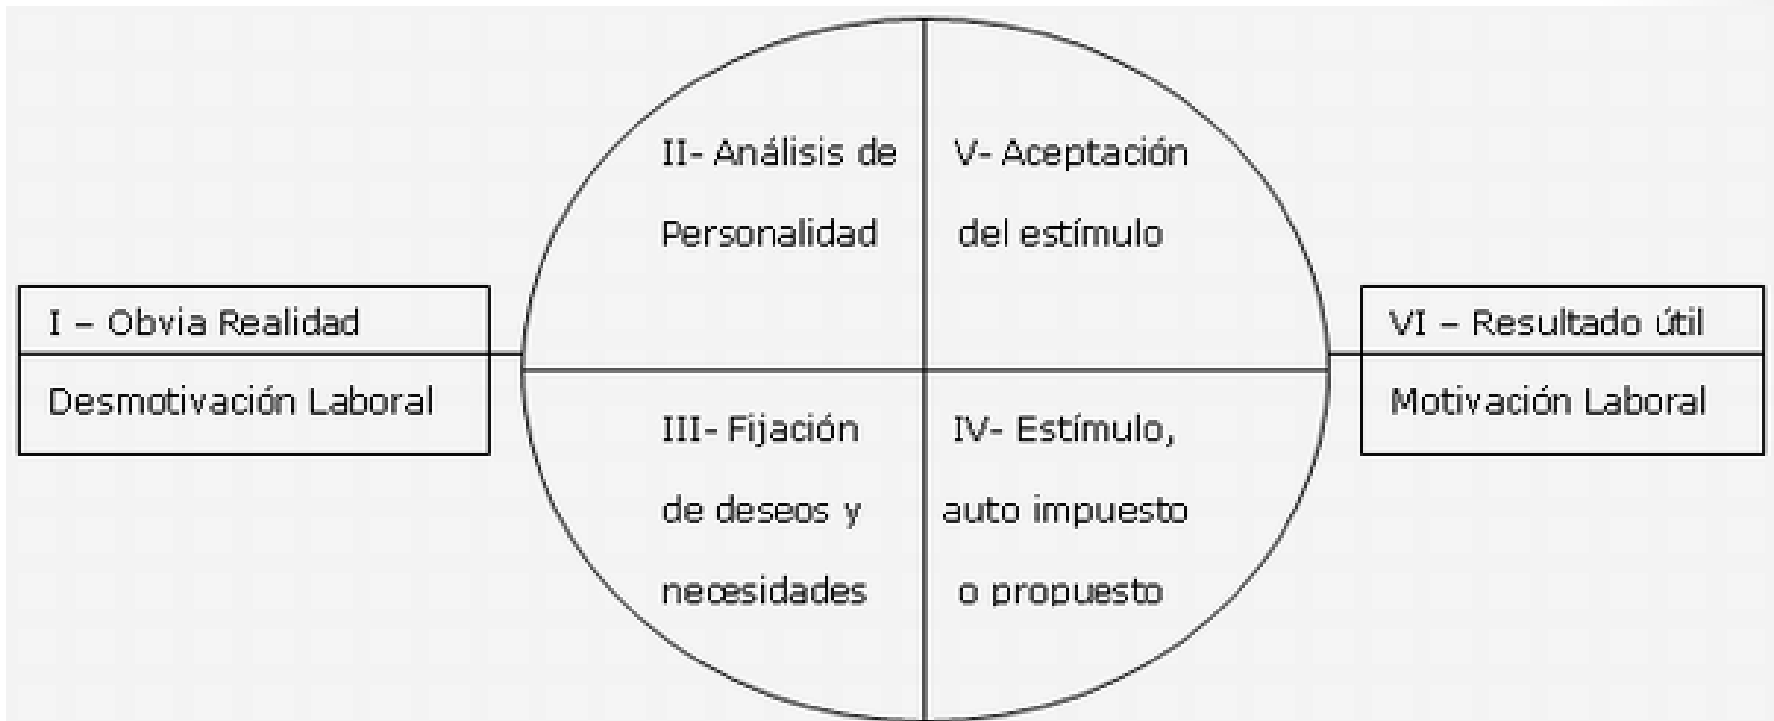 I – Obvia Realidad
Desmotivación Laboral
II- Análisis de
Personalidad
III- Fijación
de deseos y
necesidades
IV- Estímulo,
auto impuesto
o propuesto
V- Aceptación
del estímulo
VI – Resultado útil
Motivación Laboral